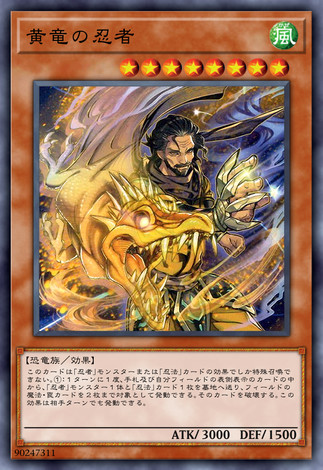 黄竜の忍者
風
【恐竜族／効果】
このカードは「忍者」モンスターまたは「忍法」カードの効果でしか特殊召喚で
きない。①：１ターンに１度、手札及び自分フィールドの表側表示のカードの中
から、「忍者」モンスター１体と「忍法」カード１枚を墓地へ送り、フィールドの
魔法・罠カードを２枚まで対象として発動できる。そのカードを破壊する。この
効果は相手ターンでも発動できる。
ATK/ 3000 DEF/ 1500
90247311